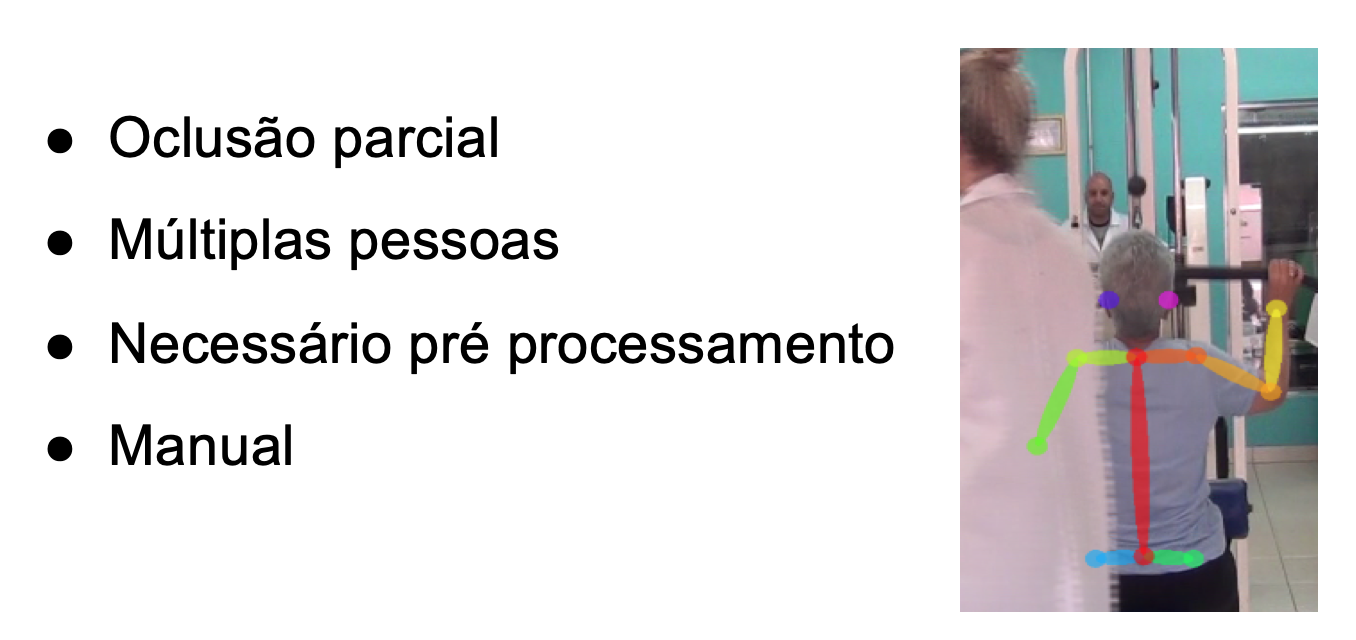 ● Oclusão parcial
● Múltiplas pessoas
● Necessário pré processamento
● Manual